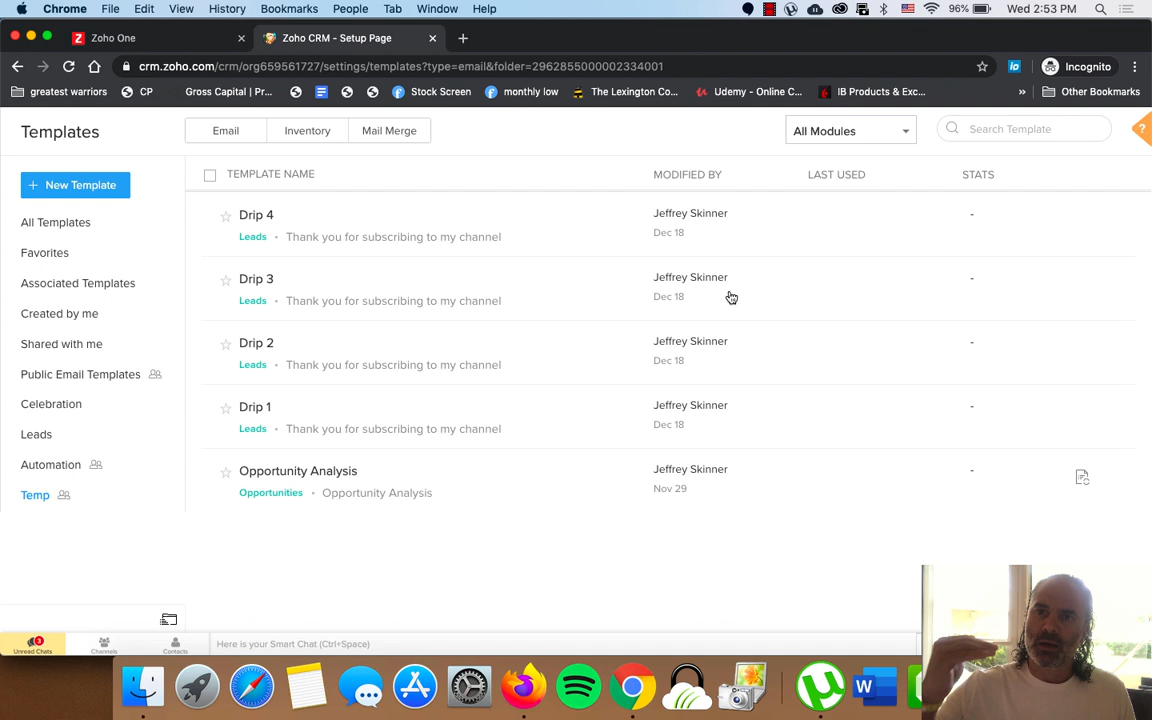 Chrome File Edit View History Bookmarks People Tab Window Help 96% Wed 2:53 PM
Zoho One
Zoho CRM - Setup Page
crm.zoho.com/crm/org659561727/settings/templates?type=email&folder=2962855000002334001
Incognito
greatest warriors CP Gross Capital | Pr... Stock Screen monthly low The Lexington Co... Udemy - Online C... IB Products & Exc... » Other Bookmarks
Templates
Email Inventory Mail Merge
All Modules
Search Template
?
+ New Template
All Templates
Favorites
Associated Templates
Created by me
Shared with me
Public Email Templates
Celebration
Leads
Automation
Temp
TEMPLATE NAME MODIFIED BY LAST USED STATS
Drip 4 Jeffrey Skinner -
Leads • Thank you for subscribing to my channel Dec 18
Drip 3 Jeffrey Skinner -
Leads • Thank you for subscribing to my channel Dec 18
Drip 2 Jeffrey Skinner -
Leads • Thank you for subscribing to my channel Dec 18
Drip 1 Jeffrey Skinner -
Leads • Thank you for subscribing to my channel Dec 18
Opportunity Analysis Jeffrey Skinner -
Opportunities • Opportunity Analysis Nov 29
3
Unread Chats Channels Contacts
Here is your Smart Chat (Ctrl+Space)